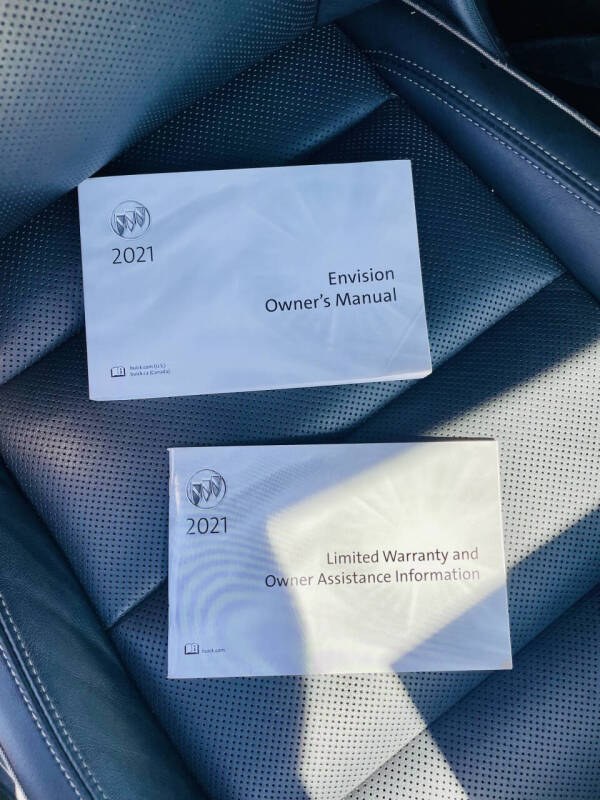 2021
Envision
Owner's Manual
buick.com (U.S.)
buick.ca (Canada)
2021
Limited Warranty and
Owner Assistance Information
buick.com